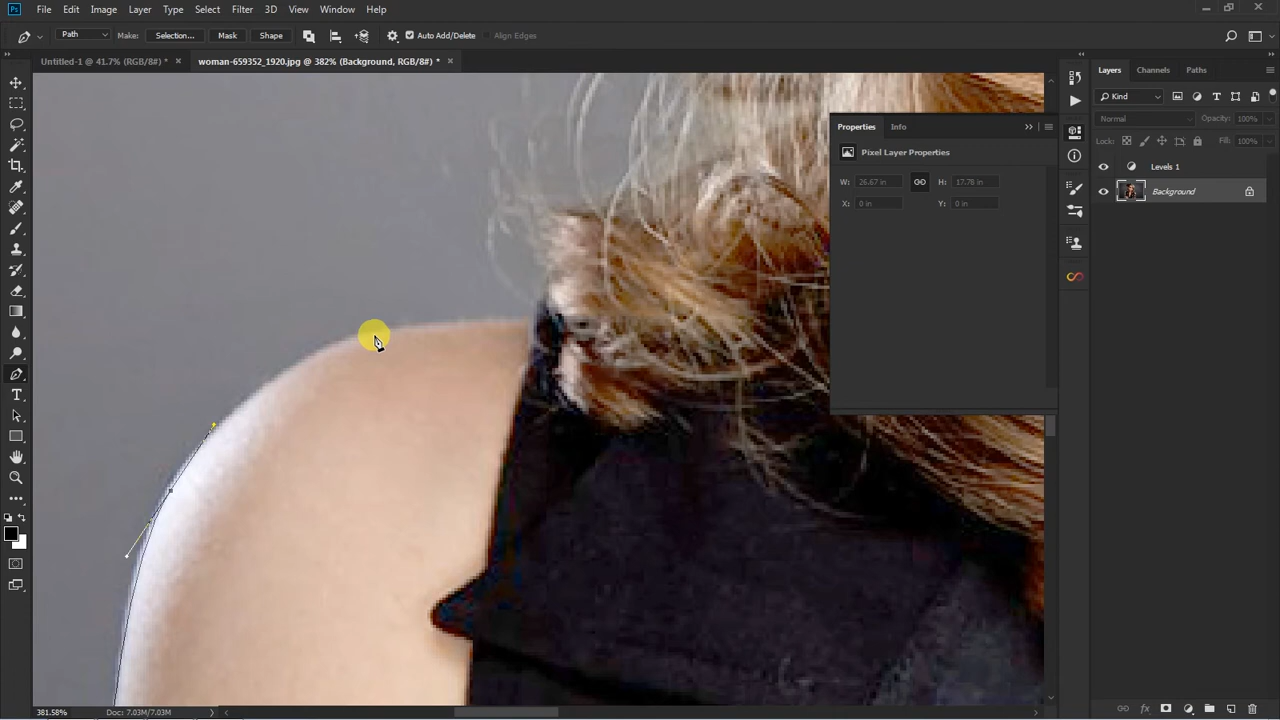 Ps File Edit Image Layer Type Select Filter 3D View Window Help
Path Make: Selection... Mask Shape Auto Add/Delete Align Edges
Untitled-1 @ 41.7% (RGB/8#) * × woman-659352_1920.jpg @ 382% (Background, RGB/8#) * ×
Properties Info
Pixel Layer Properties
W: 26.67 in H: 17.78 in
X: 0 in Y: 0 in
Layers Channels Paths
Kind
Normal Opacity: 100%
Lock: Fill: 100%
Levels 1
Background
381.58% Doc: 7.03M/7.03M